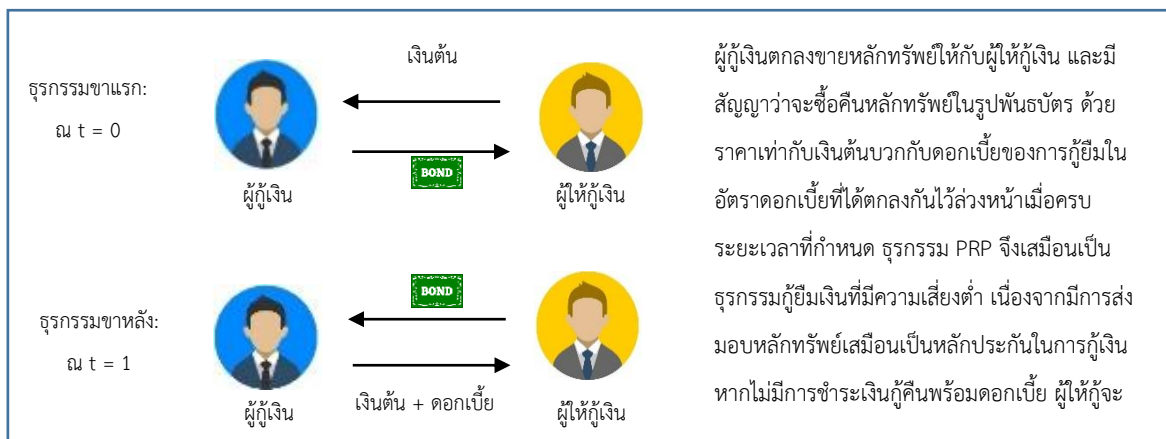 ธุรกรรมขาแรก:
ณ t = 0
เงินต้น
BOND
ผู้กู้เงิน
ผู้ให้กู้เงิน
ธุรกรรมขาหลัง:
ณ t = 1
BOND
เงินต้น + ดอกเบี้ย
ผู้กู้เงิน
ผู้ให้กู้เงิน
ผู้กู้เงินตกลงขายหลักทรัพย์ให้กับผู้ให้กู้เงิน และมี
สัญญาว่าจะซื้อคืนหลักทรัพย์ในรูปพันธบัตร ด้วย
ราคาเท่ากับเงินต้นบวกกับดอกเบี้ยของการกู้ยืมใน
อัตราดอกเบี้ยที่ได้ตกลงกันไว้ล่วงหน้าเมื่อครบ
ระยะเวลาที่กำหนด ธุรกรรม PRP จึงเสมือนเป็น
ธุรกรรมกู้ยืมเงินที่มีความเสี่ยงต่ำ เนื่องจากมีการส่ง
มอบหลักทรัพย์เสมือนเป็นหลักประกันในการกู้เงิน
หากไม่มีการชำระเงินกู้คืนพร้อมดอกเบี้ย ผู้ให้กู้จะ